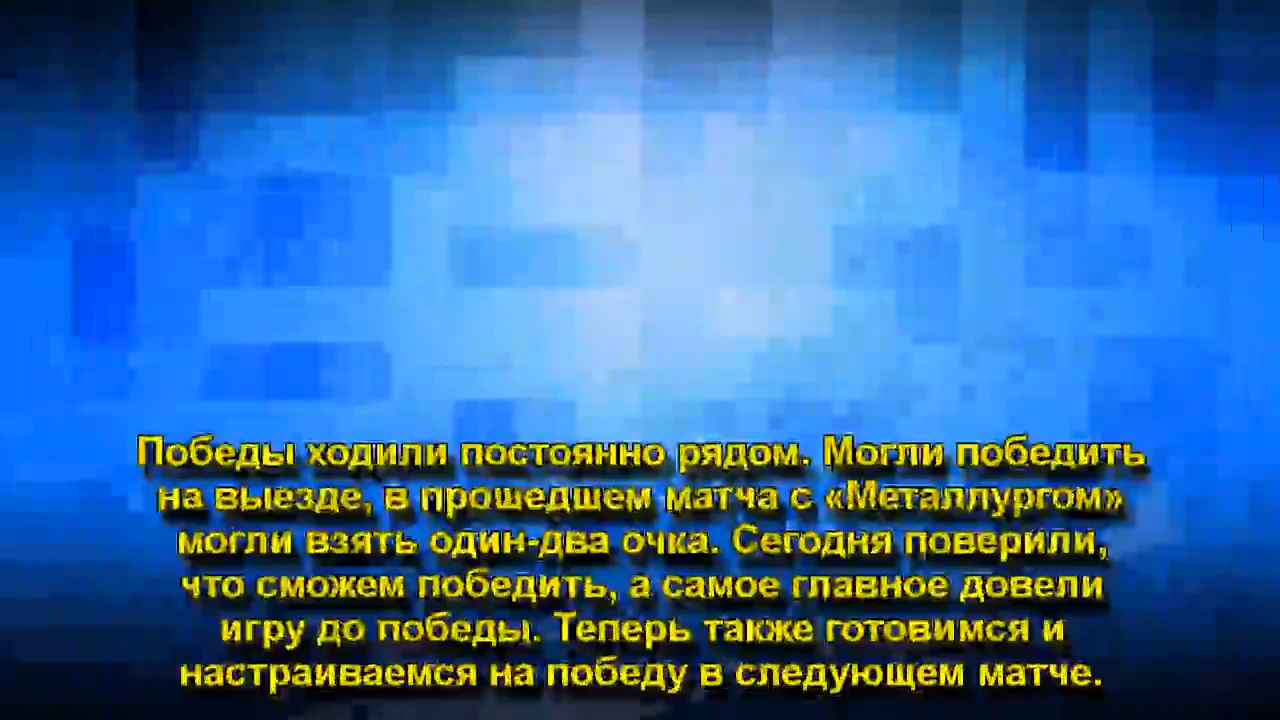 Победы ходили постоянно рядом. Могли победить
на выезде, в прошедшем матча с «Металлургом»
могли взять один-два очка. Сегодня поверили,
что сможем победить, а самое главное довели
игру до победы. Теперь также готовимся и
настраиваемся на победу в следующем матче.